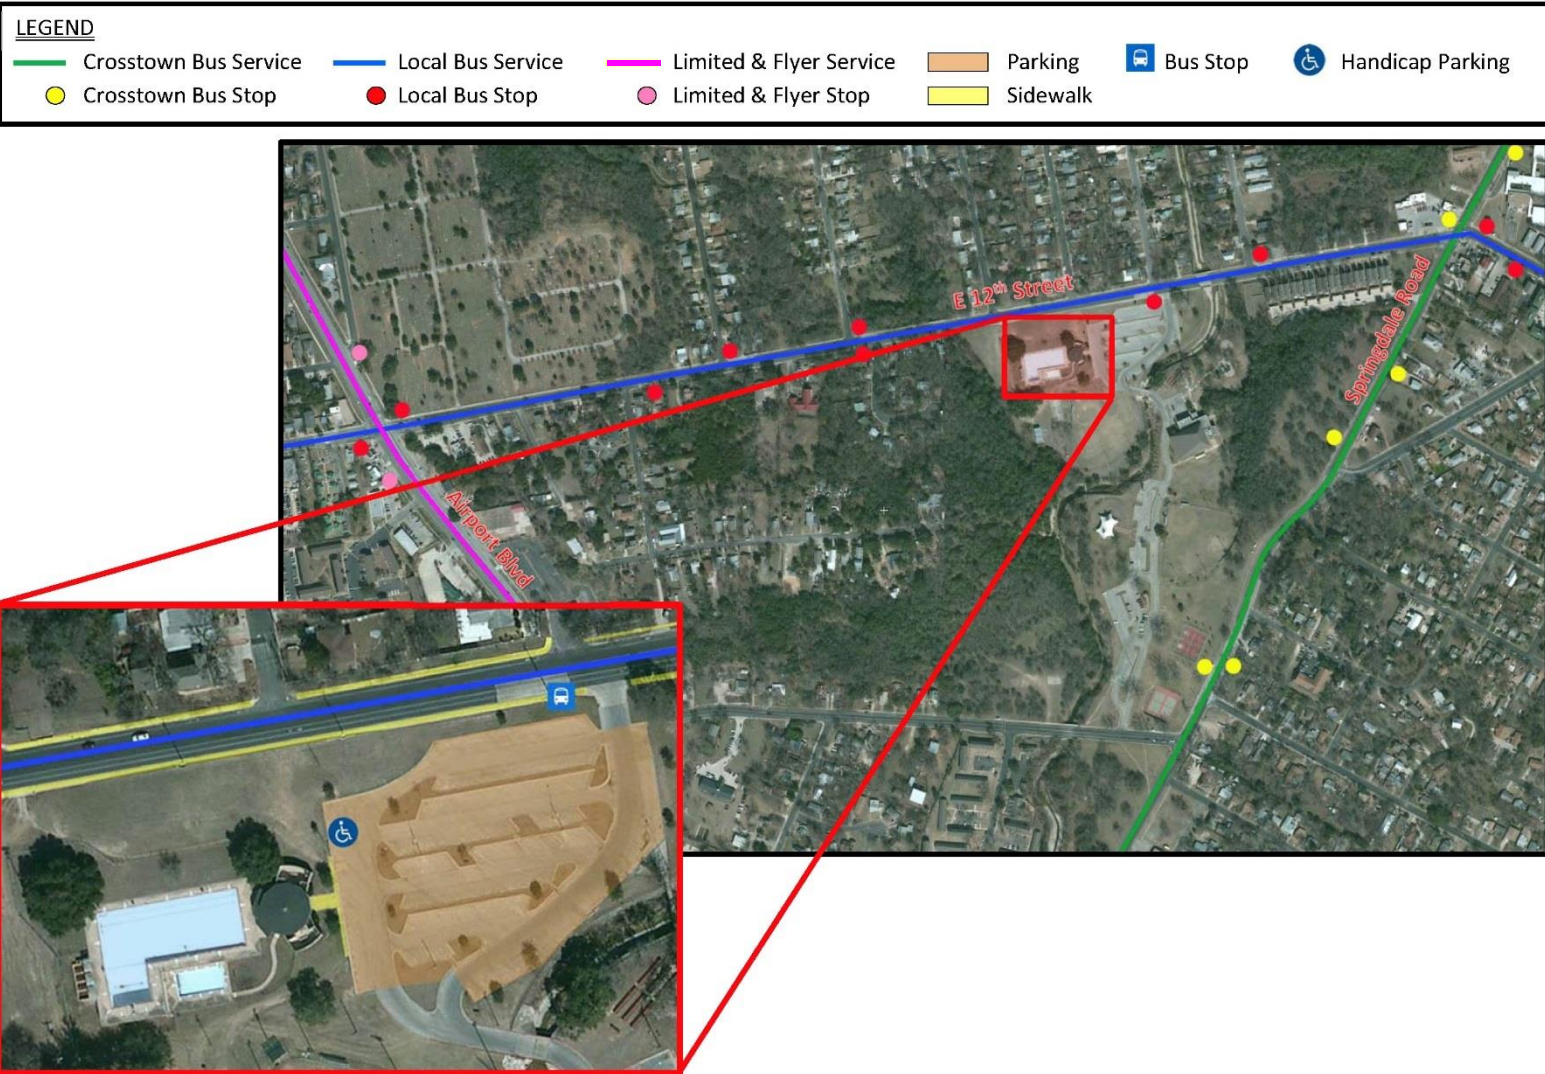 LEGEND
Crosstown Bus Service Local Bus Service Limited & Flyer Service Parking Bus Stop Handicap Parking
Crosstown Bus Stop Local Bus Stop Limited & Flyer Stop Sidewalk
E 12th Street
Springdale Road
Airport Blvd